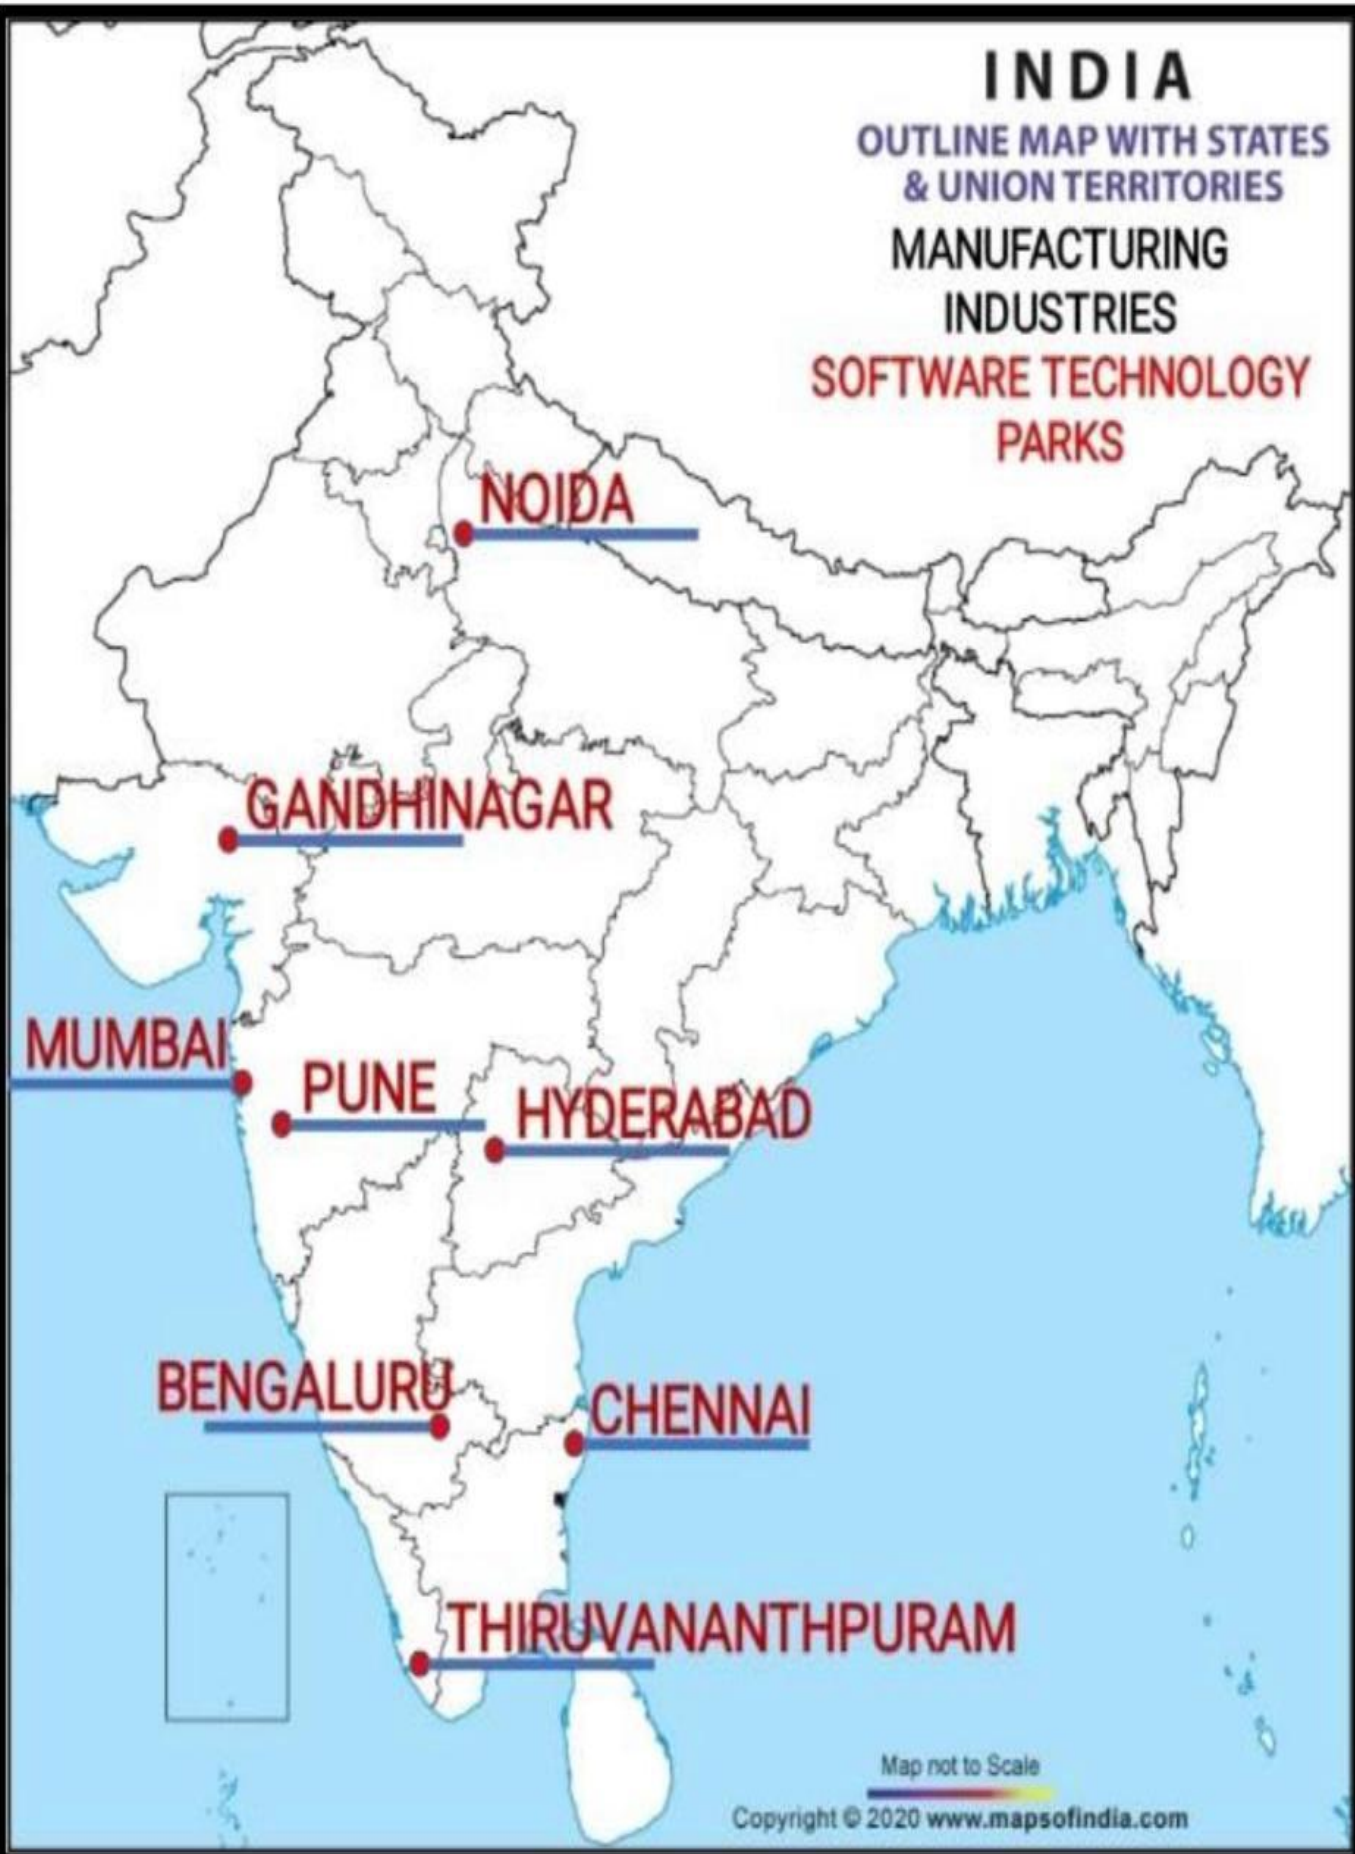 INDIA
OUTLINE MAP WITH STATES
& UNION TERRITORIES
MANUFACTURING
INDUSTRIES
SOFTWARE TECHNOLOGY
PARKS
NOIDA
GANDHINAGAR
MUMBAI
PUNE
HYDERABAD
BENGALURU
CHENNAI
THIRUVANANTHPURAM
Map not to Scale
Copyright © 2020 www.mapsofindia.com